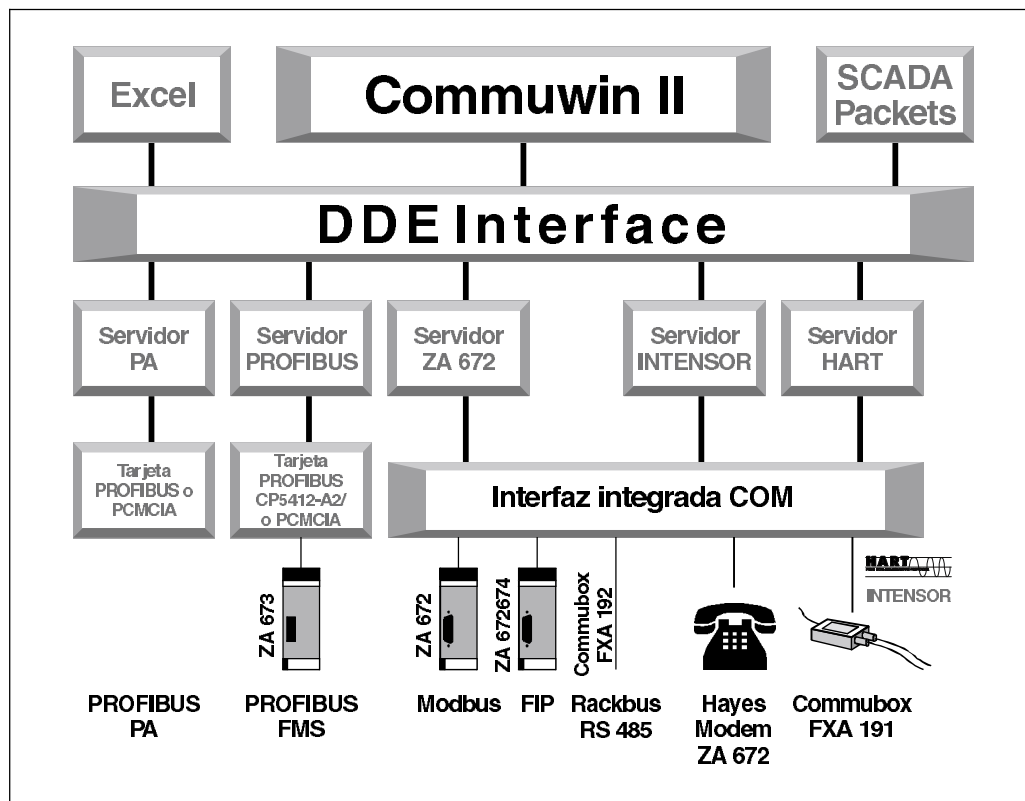 Excel
Commuwin II
SCADA
Packets
DDE Interface
Servidor
PA
Servidor
PROFIBUS
Servidor
ZA 672
Servidor
INTENSOR
Servidor
HART
Tarjeta
PROFIBUS o
PCMCIA
Tarjeta
PROFIBUS
CP5412-A2/
o PCMCIA
Interfaz integrada COM
ZA 673
ZA 672
ZA 672674
Commubox
FXA 192
HART
INTENSOR
PROFIBUS
PA
PROFIBUS
FMS
Modbus
FIP
Rackbus
RS 485
Hayes
Modem
ZA 672
Commubox
FXA 191